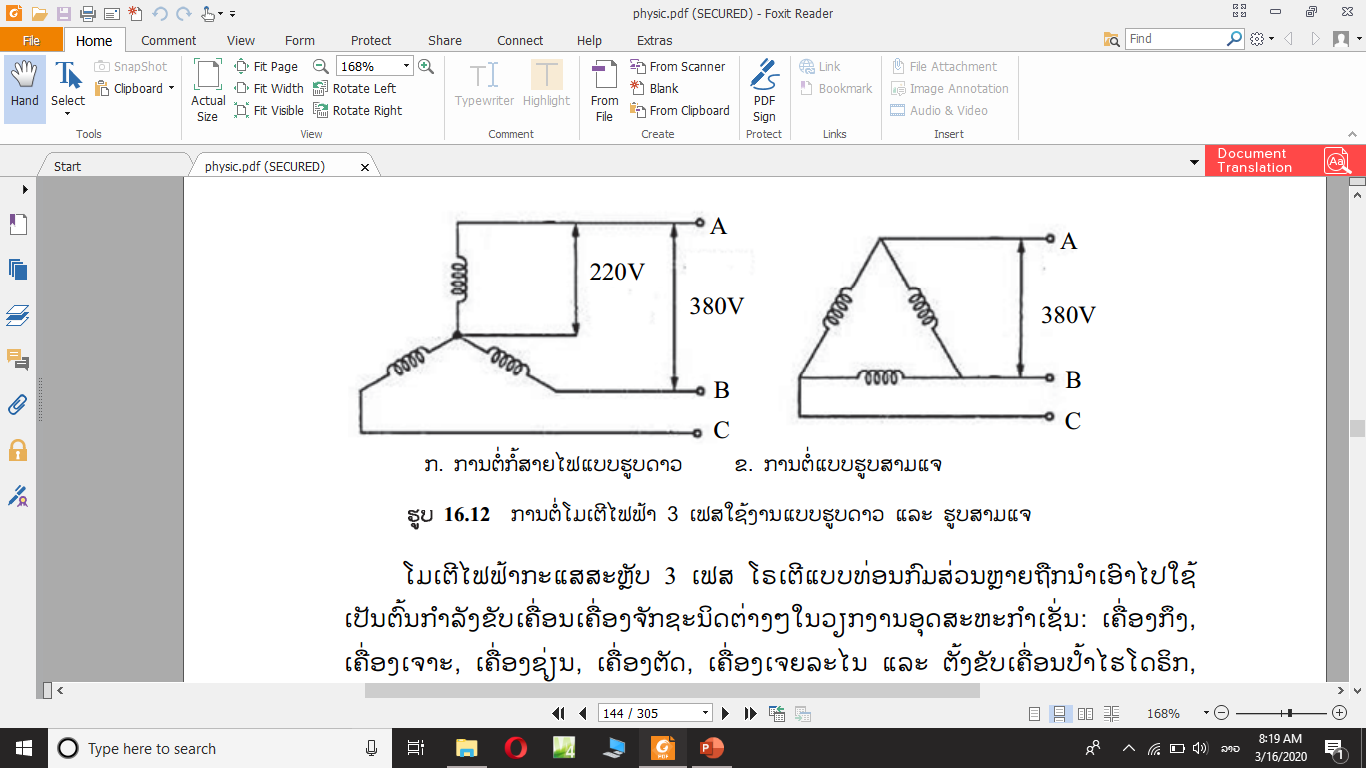 physic.pdf (SECURED) - Foxit Reader
File Home Comment View Form Protect Share Connect Help Extras
Find
Hand
Select
SnapShot
Clipboard
Tools
Actual Size
Fit Page
Fit Width
Fit Visible
168%
Rotate Left
Rotate Right
View
Typewriter
Highlight
Comment
From File
From Scanner
Blank
From Clipboard
Create
PDF Sign
Protect
Link
Bookmark
Links
File Attachment
Image Annotation
Audio & Video
Insert
Start
physic.pdf (SECURED)
Document Translation
A
220V
380V
B
C
A
380V
B
C
ກ. ການຕໍ່ກໍ້ສາຍໄຟແບບຮູບດາວ ຂ. ການຕໍ່ແບບຮູບສາມແຈ
ຮູບ 16.12 ການຕໍ່ໂມເຕີໄຟຟ້າ 3 ເຟສໃຊ້ງານແບບຮູບດາວ ແລະ ຮູບສາມແຈ
ໂມເຕີໄຟຟ້າກະແສສະຫຼັບ 3 ເຟສ ໂຣເຕີແບບທ່ອນກົມສ່ວນຫຼາຍຖືກນໍາເອົາໄປໃຊ້
ເປັນຕົ້ນກໍາລັງຂັບເຄື່ອນເຄື່ອງຈັກຊະນິດຕ່າງໆໃນວຽກງານອຸດສະຫະກໍາເຊັ່ນ: ເຄື່ອງກຶງ,
ເຄື່ອງເຈາະ, ເຄື່ອງຊຸ່ນ, ເຄື່ອງຕັດ, ເຄື່ອງເຈຍລະໄນ ແລະ ຕັ້ງຂັບເຄື່ອນປໍ້າໄຮໂດຣິກ,
144 / 305
168%
Type here to search
ລາວ
8:19 AM
3/16/2020
1